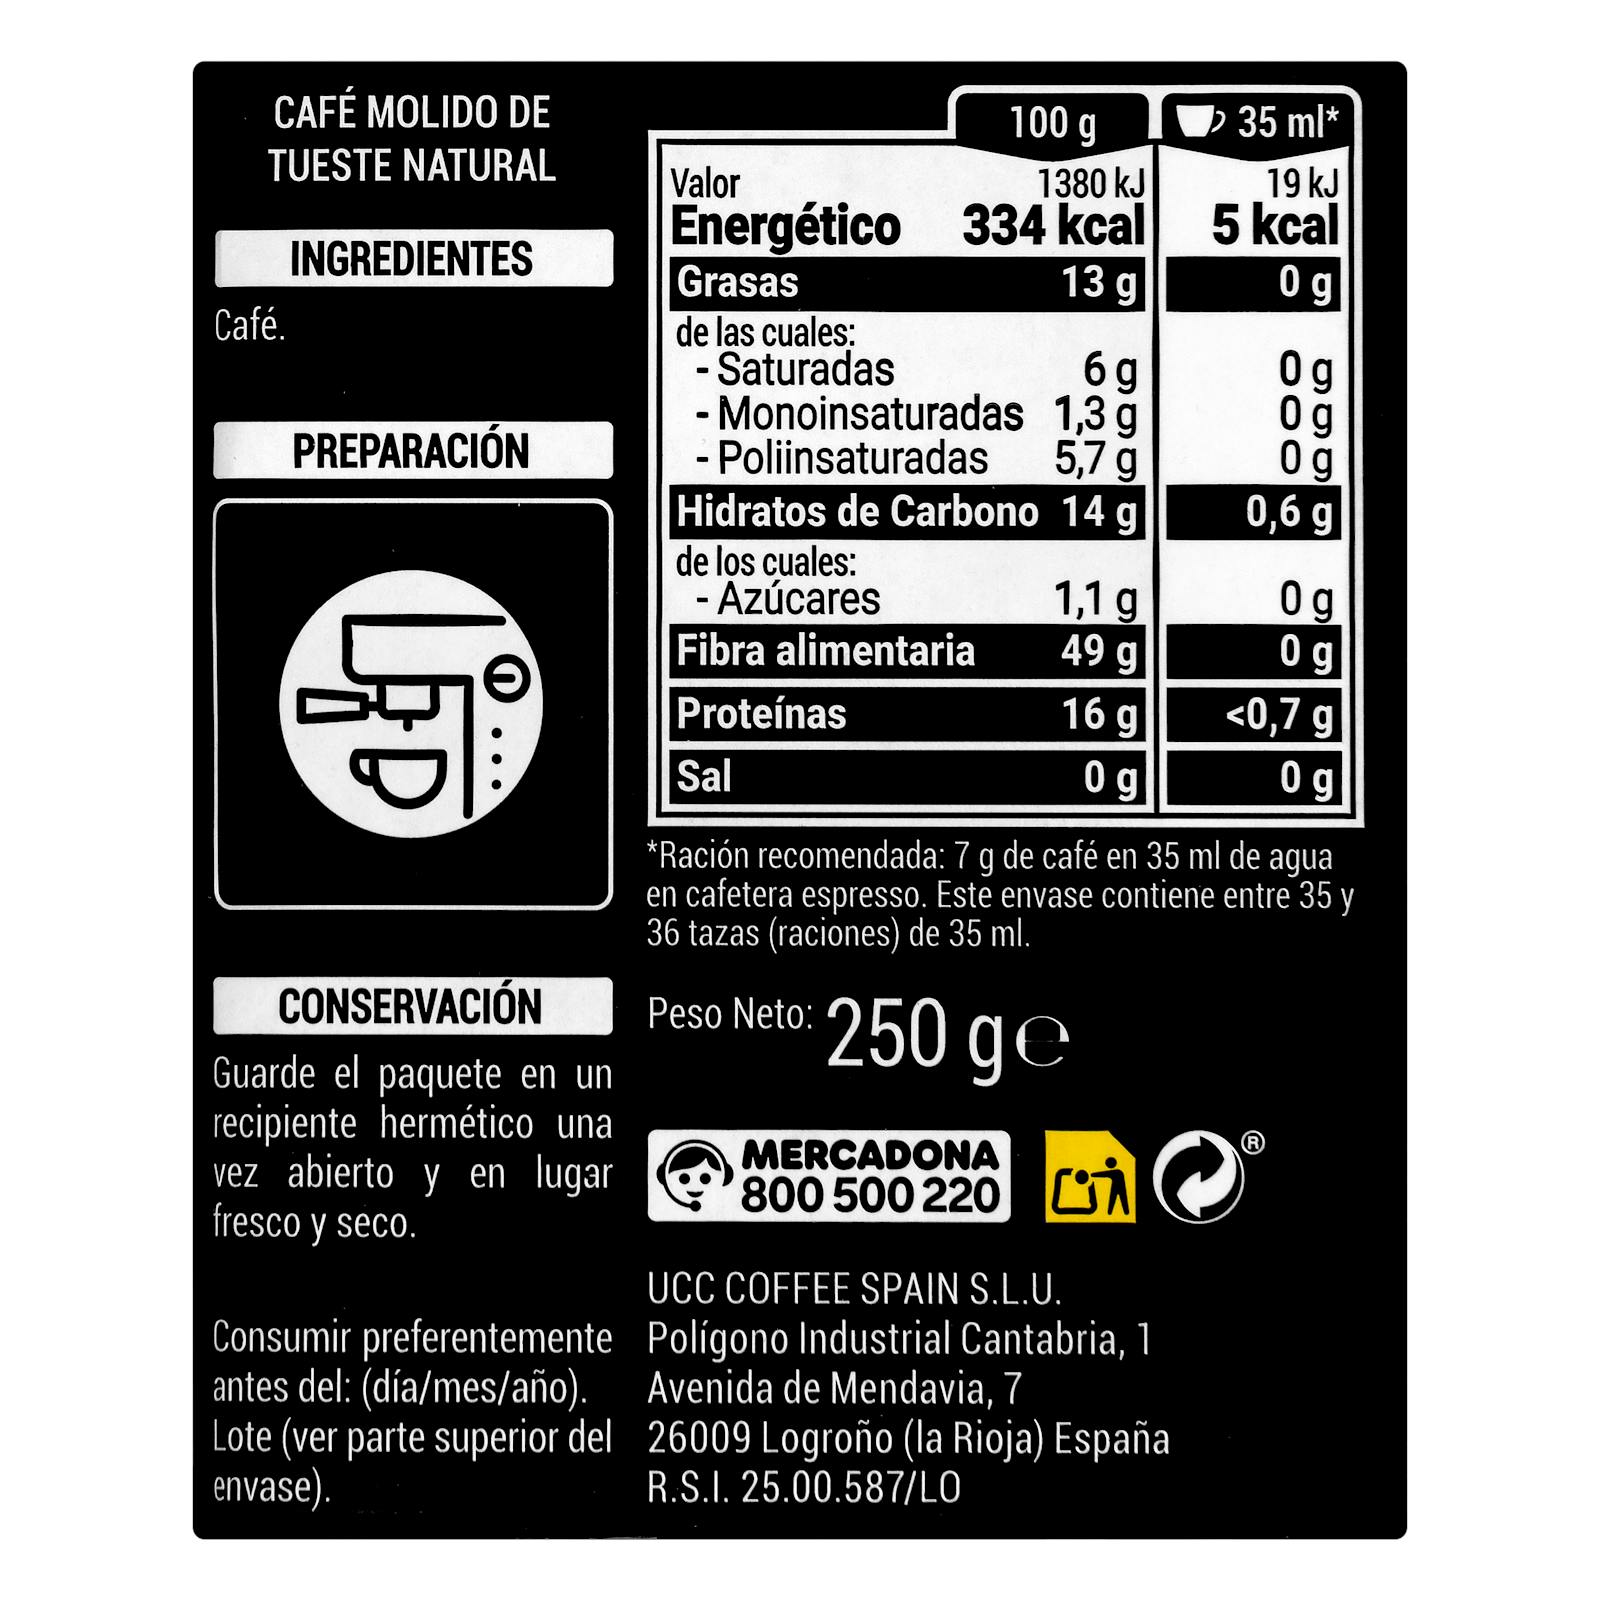 CAFÉ MOLIDO DE
TUESTE NATURAL
INGREDIENTES
Café.
PREPARACIÓN
CONSERVACIÓN
Guarde el paquete en un
recipiente hermético una
vez abierto y en lugar
fresco y seco.
Consumir preferentemente
antes del: (día/mes/año).
Lote (ver parte superior del
envase).
100 g 35 ml*
Valor 1380 kJ 19 kJ
Energético 334 kcal 5 kcal
Grasas 13 g 0 g
de las cuales:
- Saturadas 6 g 0 g
- Monoinsaturadas 1,3 g 0 g
- Poliinsaturadas 5,7 g 0 g
Hidratos de Carbono 14 g 0,6 g
de los cuales:
- Azúcares 1,1 g 0 g
Fibra alimentaria 49 g 0 g
Proteínas 16 g <0,7 g
Sal 0 g 0 g
*Ración recomendada: 7 g de café en 35 ml de agua
en cafetera espresso. Este envase contiene entre 35 y
36 tazas (raciones) de 35 ml.
Peso Neto: 250 g ℮
MERCADONA
800 500 220
®
UCC COFFEE SPAIN S.L.U.
Polígono Industrial Cantabria, 1
Avenida de Mendavia, 7
26009 Logroño (la Rioja) España
R.S.I. 25.00.587/LO